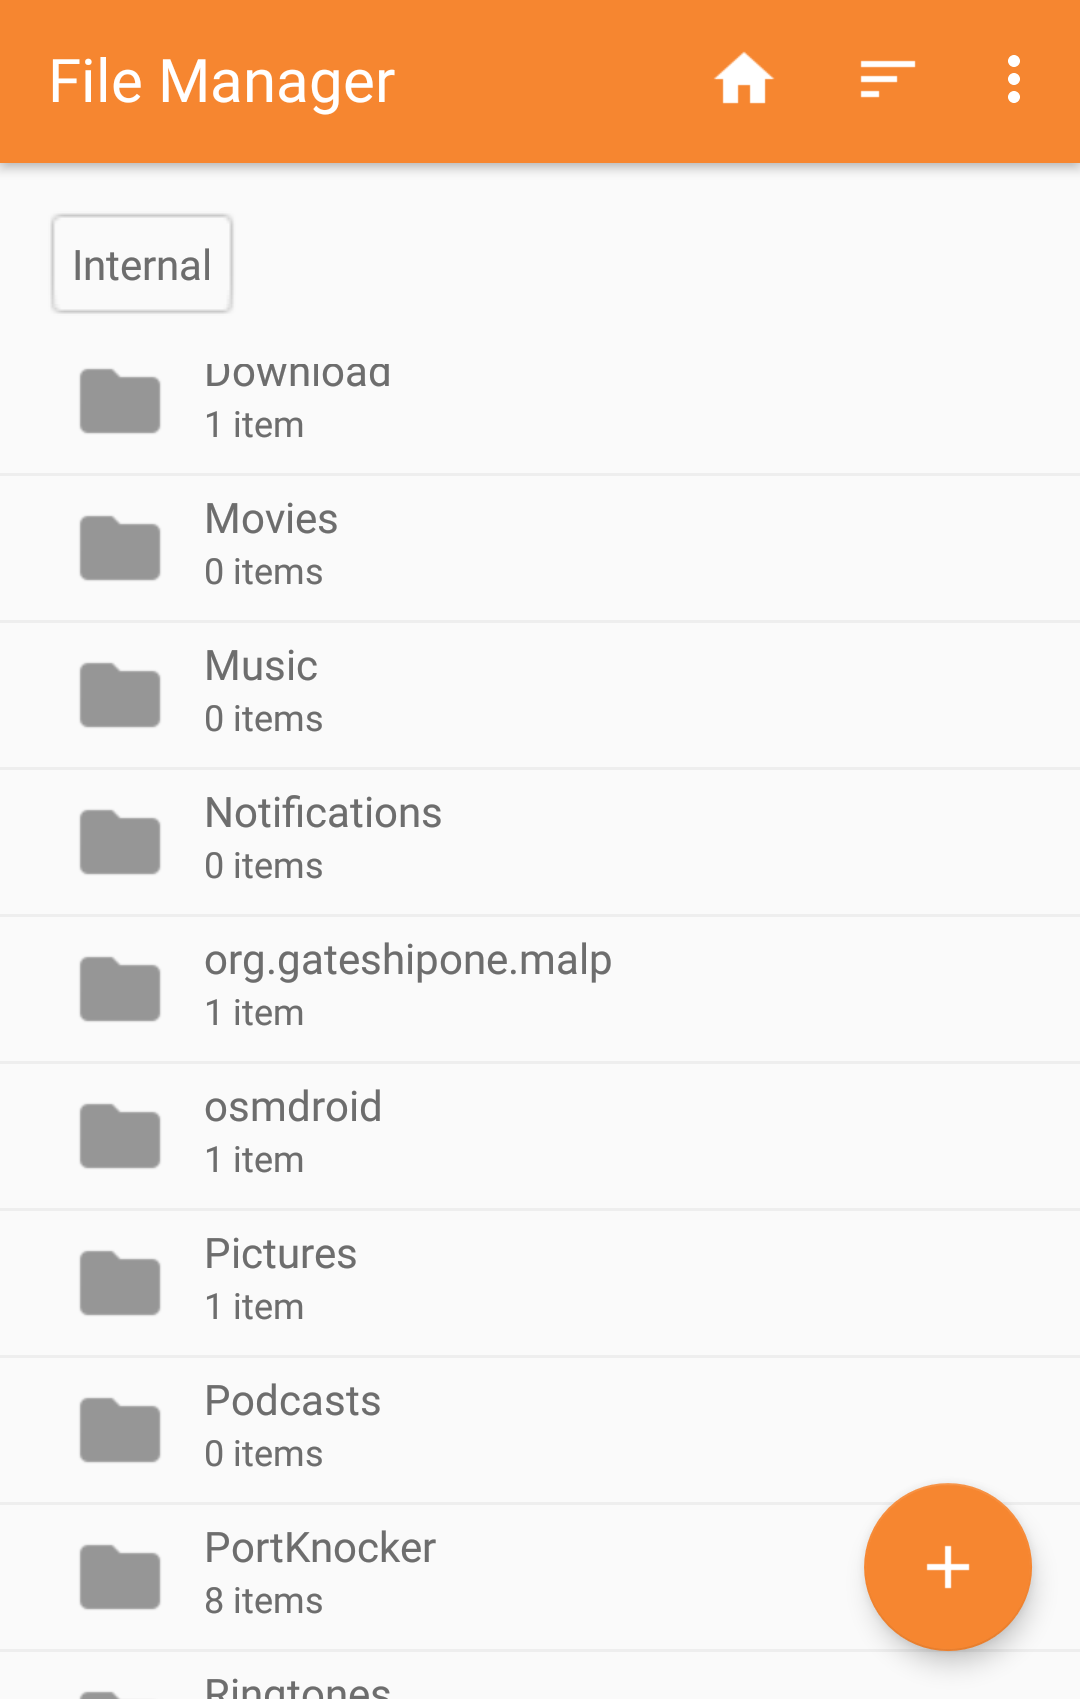 File Manager
Internal
Download
1 item
Movies
0 items
Music
0 items
Notifications
0 items
org.gateshipone.malp
1 item
osmdroid
1 item
Pictures
1 item
Podcasts
0 items
PortKnocker
8 items
Ringtones